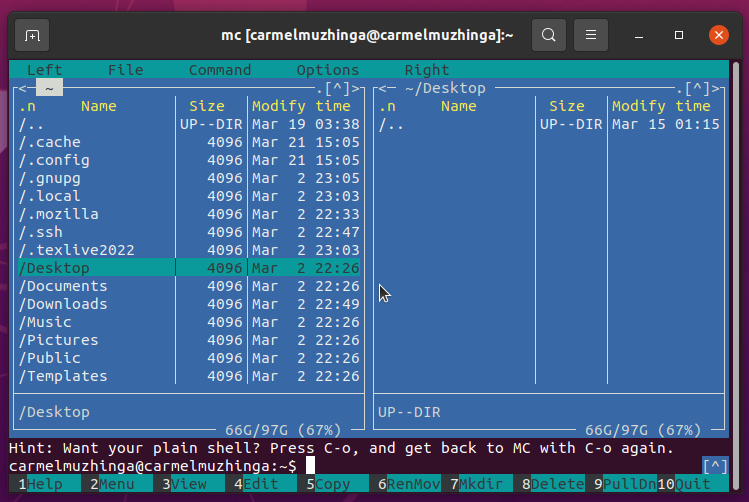 mc [carmelmuzhinga@carmelmuzhinga]:~
Left File Command Options Right
<─ ~ ─.[^]> <─ ~/Desktop ─.[^]>
.n Name Size Modify time .n Name Size Modify time
/.. UP--DIR Mar 19 03:38 /.. UP--DIR Mar 15 01:15
/.cache 4096 Mar 21 15:05
/.config 4096 Mar 21 15:05
/.gnupg 4096 Mar  2 23:05
/.local 4096 Mar  2 23:03
/.mozilla 4096 Mar  2 22:33
/.ssh 4096 Mar  2 22:47
/.texlive2022 4096 Mar  2 23:03
/Desktop 4096 Mar  2 22:26
/Documents 4096 Mar  2 22:26
/Downloads 4096 Mar  2 22:49
/Music 4096 Mar  2 22:26
/Pictures 4096 Mar  2 22:26
/Public 4096 Mar  2 22:26
/Templates 4096 Mar  2 22:26
/Desktop UP--DIR
66G/97G (67%) 66G/97G (67%)
Hint: Want your plain shell? Press C-o, and get back to MC with C-o again.
carmelmuzhinga@carmelmuzhinga:~$ [^]
1Help 2Menu 3View 4Edit 5Copy 6RenMov 7Mkdir 8Delete 9PullDn 10Quit